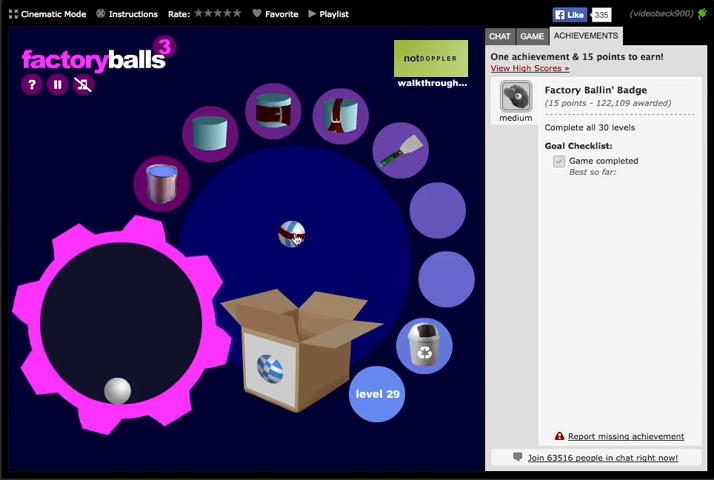 Cinematic Mode Instructions Rate: Favorite Playlist Like 335 (videoback900)
factoryballs 3
? 
notDOPPLER
walkthrough...
level 29
CHAT GAME ACHIEVEMENTS
One achievement & 15 points to earn!
View High Scores »
Factory Ballin' Badge
(15 points - 122,109 awarded)
medium
Complete all 30 levels
Goal Checklist:
Game completed
Best so far:
Report missing achievement
Join 63516 people in chat right now!